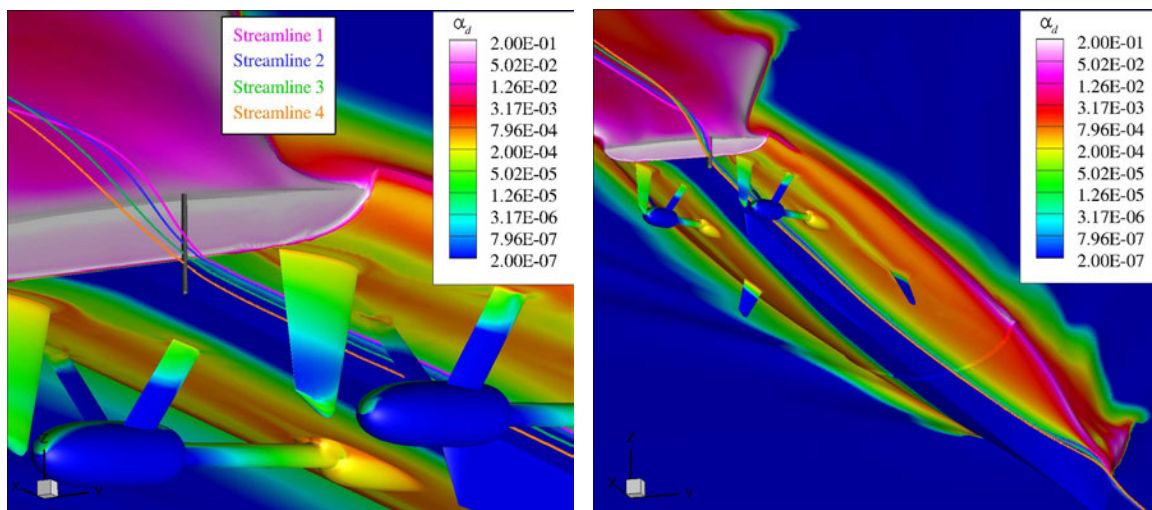 Streamline 1
Streamline 2
Streamline 3
Streamline 4
αd
2.00E-01
5.02E-02
1.26E-02
3.17E-03
7.96E-04
2.00E-04
5.02E-05
1.26E-05
3.17E-06
7.96E-07
2.00E-07
Z
X
Y
αd
2.00E-01
5.02E-02
1.26E-02
3.17E-03
7.96E-04
2.00E-04
5.02E-05
1.26E-05
3.17E-06
7.96E-07
2.00E-07
Z
X
Y